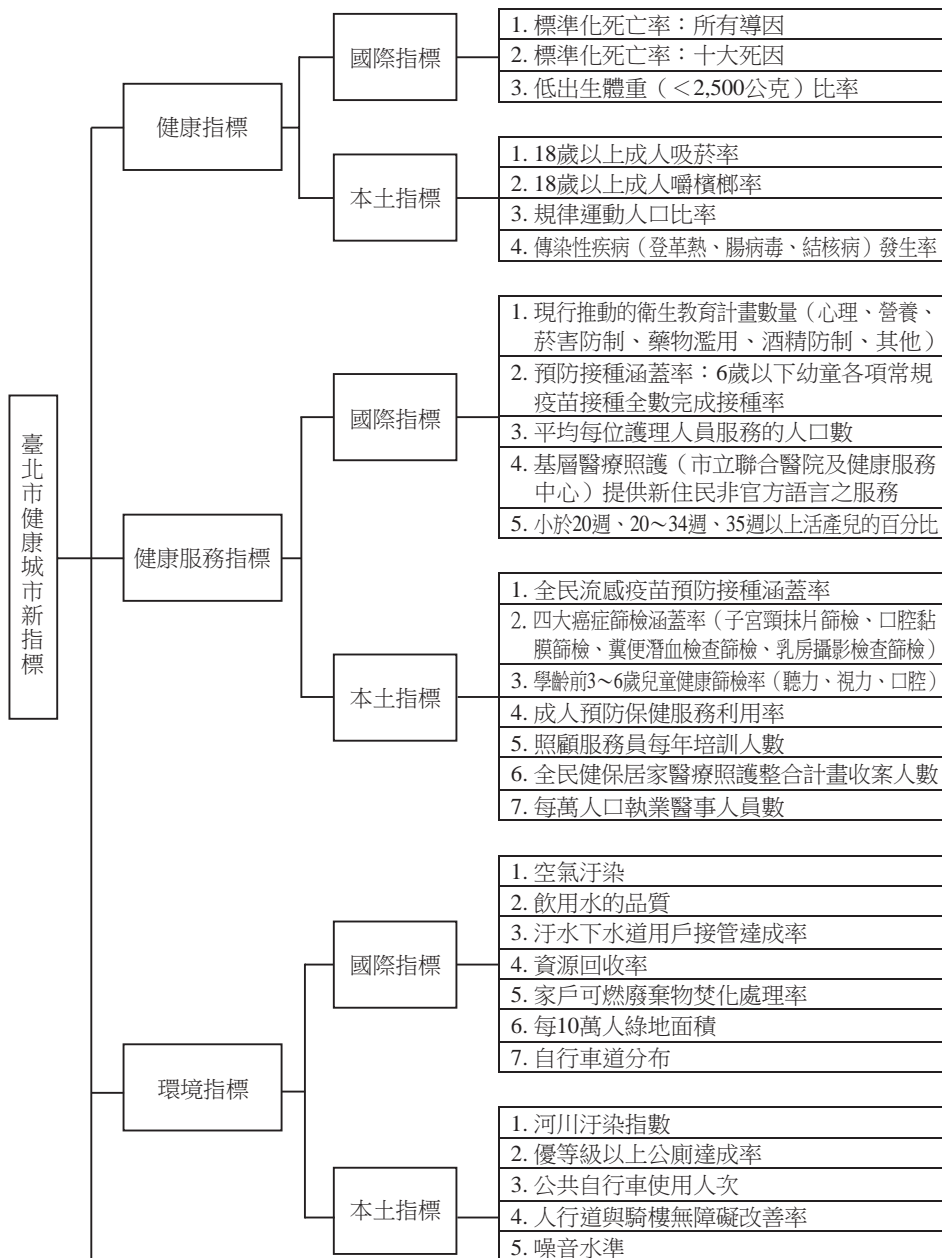 臺北市健康城市新指標
健康指標
國際指標
1. 標準化死亡率：所有導因
2. 標準化死亡率：十大死因
3. 低出生體重（＜2,500公克）比率
本土指標
1. 18歲以上成人吸菸率
2. 18歲以上成人嚼檳榔率
3. 規律運動人口比率
4. 傳染性疾病（登革熱、腸病毒、結核病）發生率
健康服務指標
國際指標
1. 現行推動的衛生教育計畫數量（心理、營養、
菸害防制、藥物濫用、酒精防制、其他）
2. 預防接種涵蓋率：6歲以下幼童各項常規
疫苗接種全數完成接種率
3. 平均每位護理人員服務的人口數
4. 基層醫療照護（市立聯合醫院及健康服務
中心）提供新住民非官方語言之服務
5. 小於20週、20～34週、35週以上活產兒的百分比
本土指標
1. 全民流感疫苗預防接種涵蓋率
2. 四大癌症篩檢涵蓋率（子宮頸抹片篩檢、口腔黏
膜篩檢、糞便潛血檢查篩檢、乳房攝影檢查篩檢）
3. 學齡前3～6歲兒童健康篩檢率（聽力、視力、口腔）
4. 成人預防保健服務利用率
5. 照顧服務員每年培訓人數
6. 全民健保居家醫療照護整合計畫收案人數
7. 每萬人口執業醫事人員數
環境指標
國際指標
1. 空氣汙染
2. 飲用水的品質
3. 汙水下水道用戶接管達成率
4. 資源回收率
5. 家戶可燃廢棄物焚化處理率
6. 每10萬人綠地面積
7. 自行車道分布
本土指標
1. 河川汙染指數
2. 優等級以上公廁達成率
3. 公共自行車使用人次
4. 人行道與騎樓無障礙改善率
5. 噪音水準